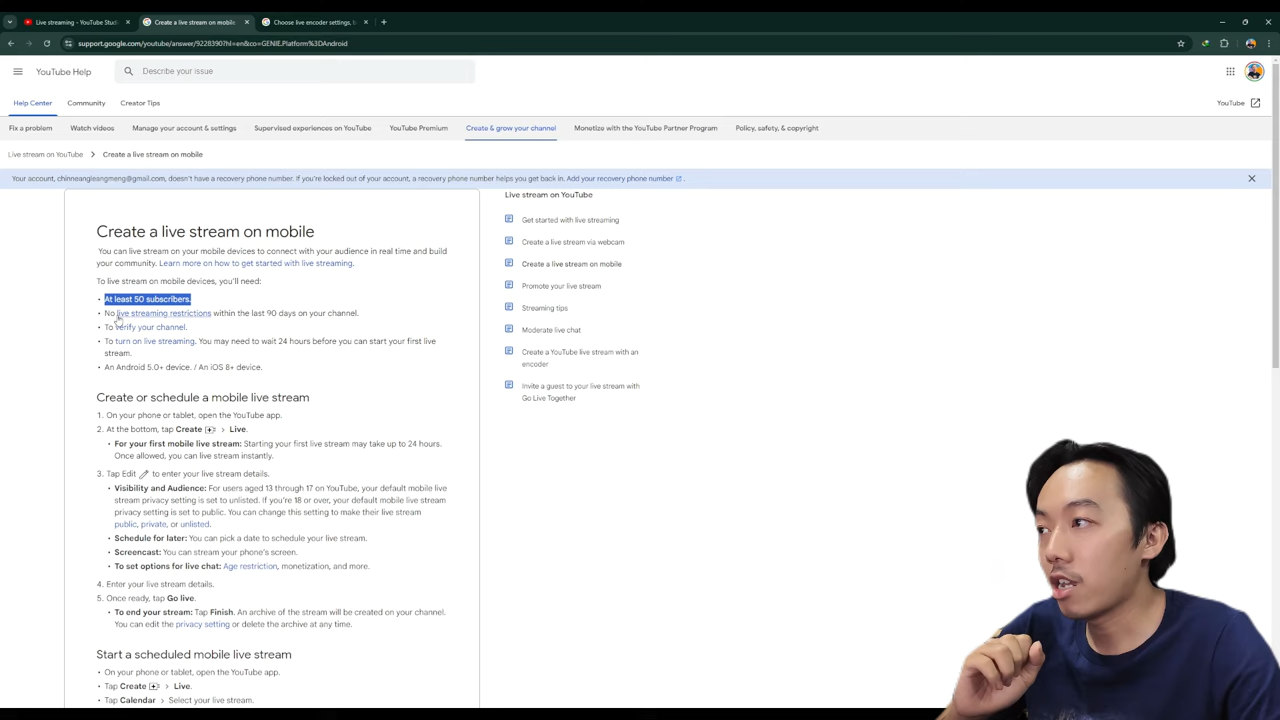 Live streaming - YouTube Stud
Create a live stream on mobile
Choose live encoder settings, b
support.google.com/youtube/answer/9228390?hl=en&co=GENIE.Platform%3DAndroid
YouTube Help
Describe your issue
Help Center
Community
Creator Tips
YouTube
Fix a problem
Watch videos
Manage your account & settings
Supervised experiences on YouTube
YouTube Premium
Create & grow your channel
Monetize with the YouTube Partner Program
Policy, safety, & copyright
Live stream on YouTube
Create a live stream on mobile
Your account, chinneangleangmeng@gmail.com, doesn't have a recovery phone number. If you're locked out of your account, a recovery phone number helps you get back in. Add your recovery phone number.
Create a live stream on mobile
You can live stream on your mobile devices to connect with your audience in real time and build
your community. Learn more on how to get started with live streaming.
To live stream on mobile devices, you'll need:
• At least 50 subscribers.
• No live streaming restrictions within the last 90 days on your channel.
• To verify your channel.
• To turn on live streaming. You may need to wait 24 hours before you can start your first live
stream.
• An Android 5.0+ device. / An iOS 8+ device.
Create or schedule a mobile live stream
1. On your phone or tablet, open the YouTube app.
2. At the bottom, tap Create > Live.
• For your first mobile live stream: Starting your first live stream may take up to 24 hours.
Once allowed, you can live stream instantly.
3. Tap Edit to enter your live stream details.
• Visibility and Audience: For users aged 13 through 17 on YouTube, your default mobile live
stream privacy setting is set to unlisted. If you're 18 or over, your default mobile live stream
privacy setting is set to public. You can change this setting to make their live stream
public, private, or unlisted.
• Schedule for later: You can pick a date to schedule your live stream.
• Screencast: You can stream your phone's screen.
• To set options for live chat: Age restriction, monetization, and more.
4. Enter your live stream details.
5. Once ready, tap Go live.
• To end your stream: Tap Finish. An archive of the stream will be created on your channel.
You can edit the privacy setting or delete the archive at any time.
Start a scheduled mobile live stream
• On your phone or tablet, open the YouTube app.
• Tap Create > Live.
• Tap Calendar > Select your live stream.
Live stream on YouTube
Get started with live streaming
Create a live stream via webcam
Create a live stream on mobile
Promote your live stream
Streaming tips
Moderate live chat
Create a YouTube live stream with an
encoder
Invite a guest to your live stream with
Go Live Together